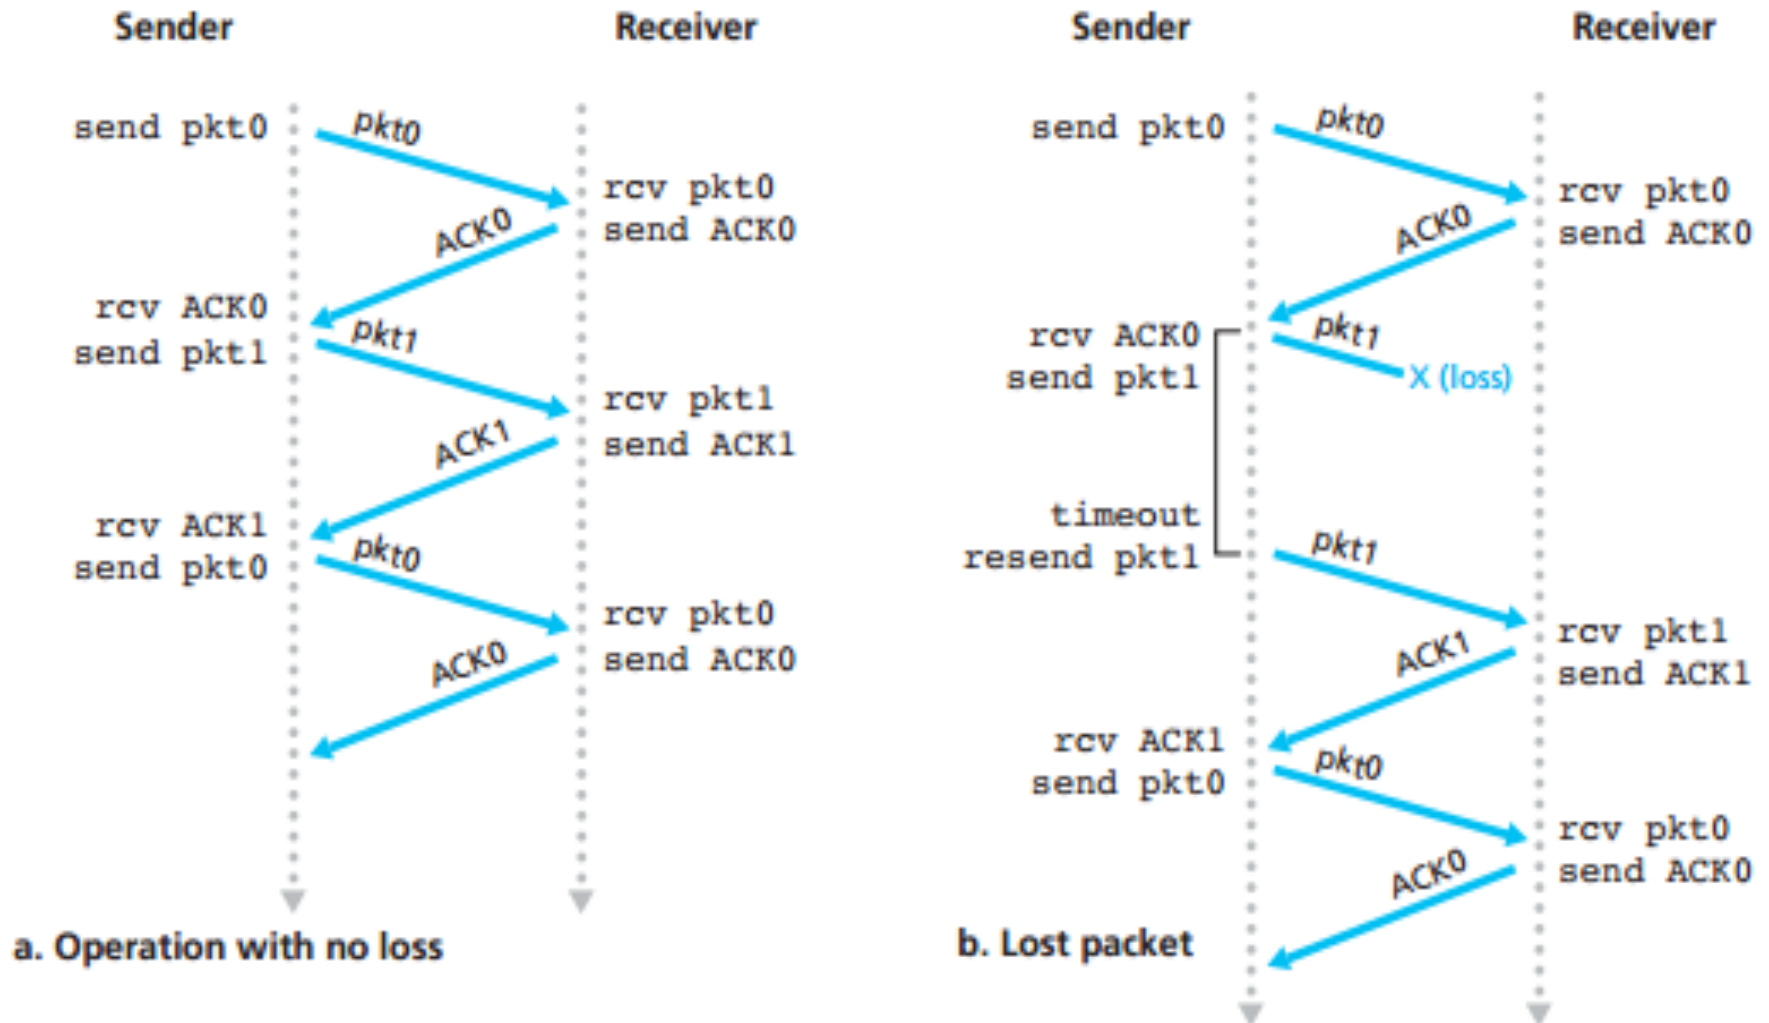 Sender
Receiver
send pkt0
pkt0
rcv pkt0
send ACK0
ACK0
rcv ACK0
send pkt1
pkt1
rcv pkt1
send ACK1
ACK1
rcv ACK1
send pkt0
pkt0
rcv pkt0
send ACK0
ACK0
a. Operation with no loss
Sender
Receiver
send pkt0
pkt0
rcv pkt0
send ACK0
ACK0
rcv ACK0
send pkt1
pkt1
X (loss)
timeout
resend pkt1
pkt1
rcv pkt1
send ACK1
ACK1
rcv ACK1
send pkt0
pkt0
rcv pkt0
send ACK0
ACK0
b. Lost packet